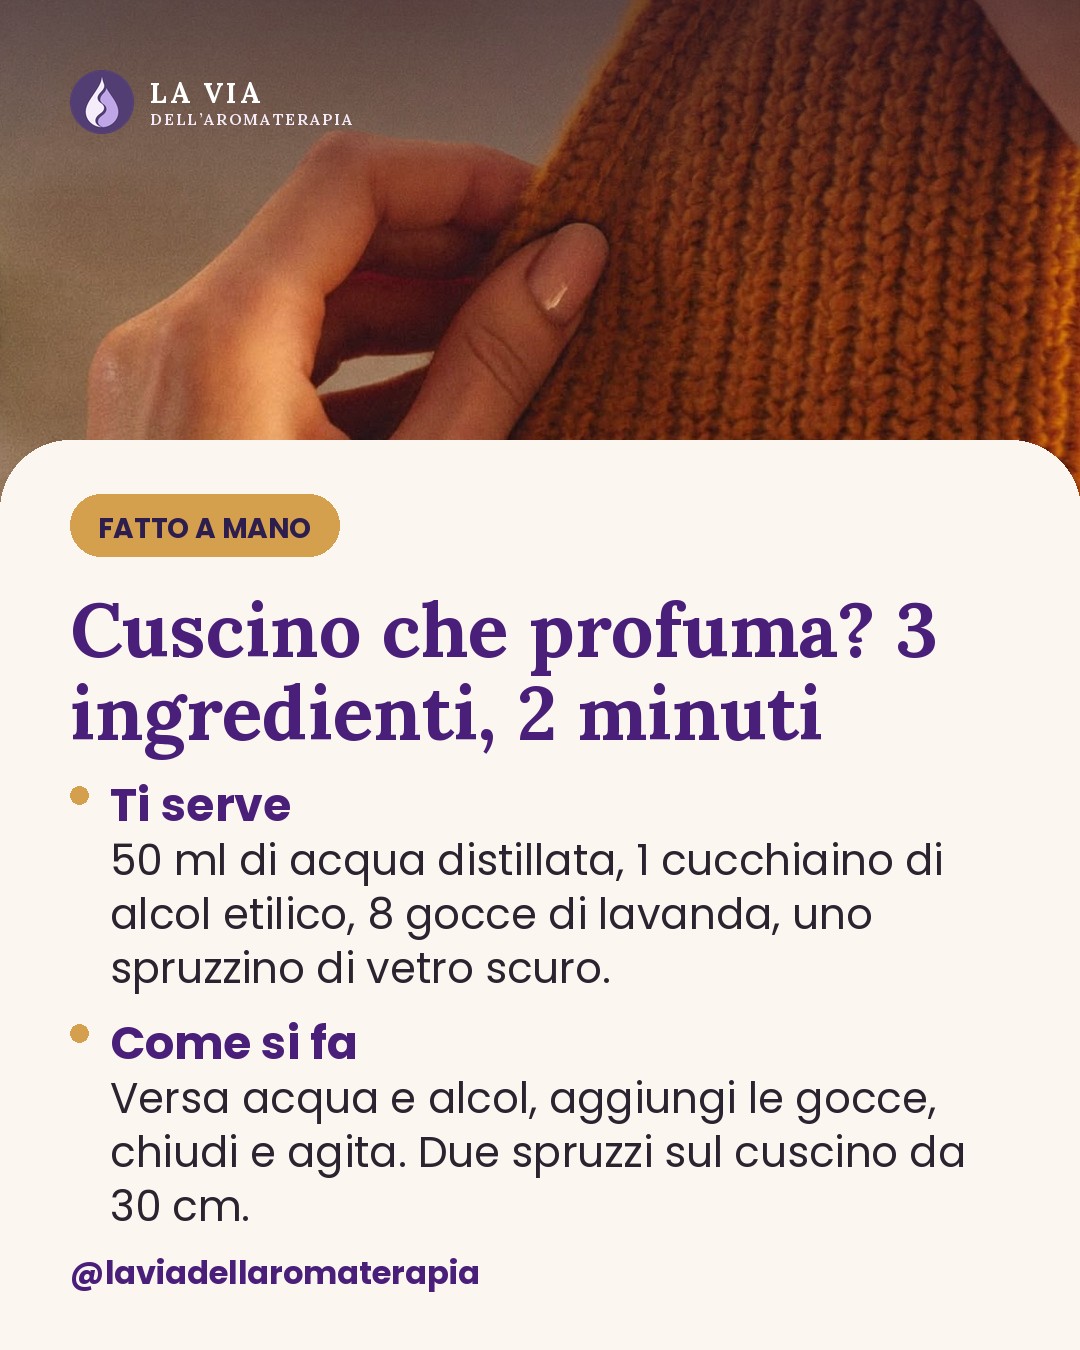 LA VIA
DELL'AROMATERAPIA
FATTO A MANO
Cuscino che profuma? 3
ingredienti, 2 minuti
Ti serve
50 ml di acqua distillata, 1 cucchiaino di
alcol etilico, 8 gocce di lavanda, uno
spruzzino di vetro scuro.
Come si fa
Versa acqua e alcol, aggiungi le gocce,
chiudi e agita. Due spruzzi sul cuscino da
30 cm.
@laviadellaromaterapia